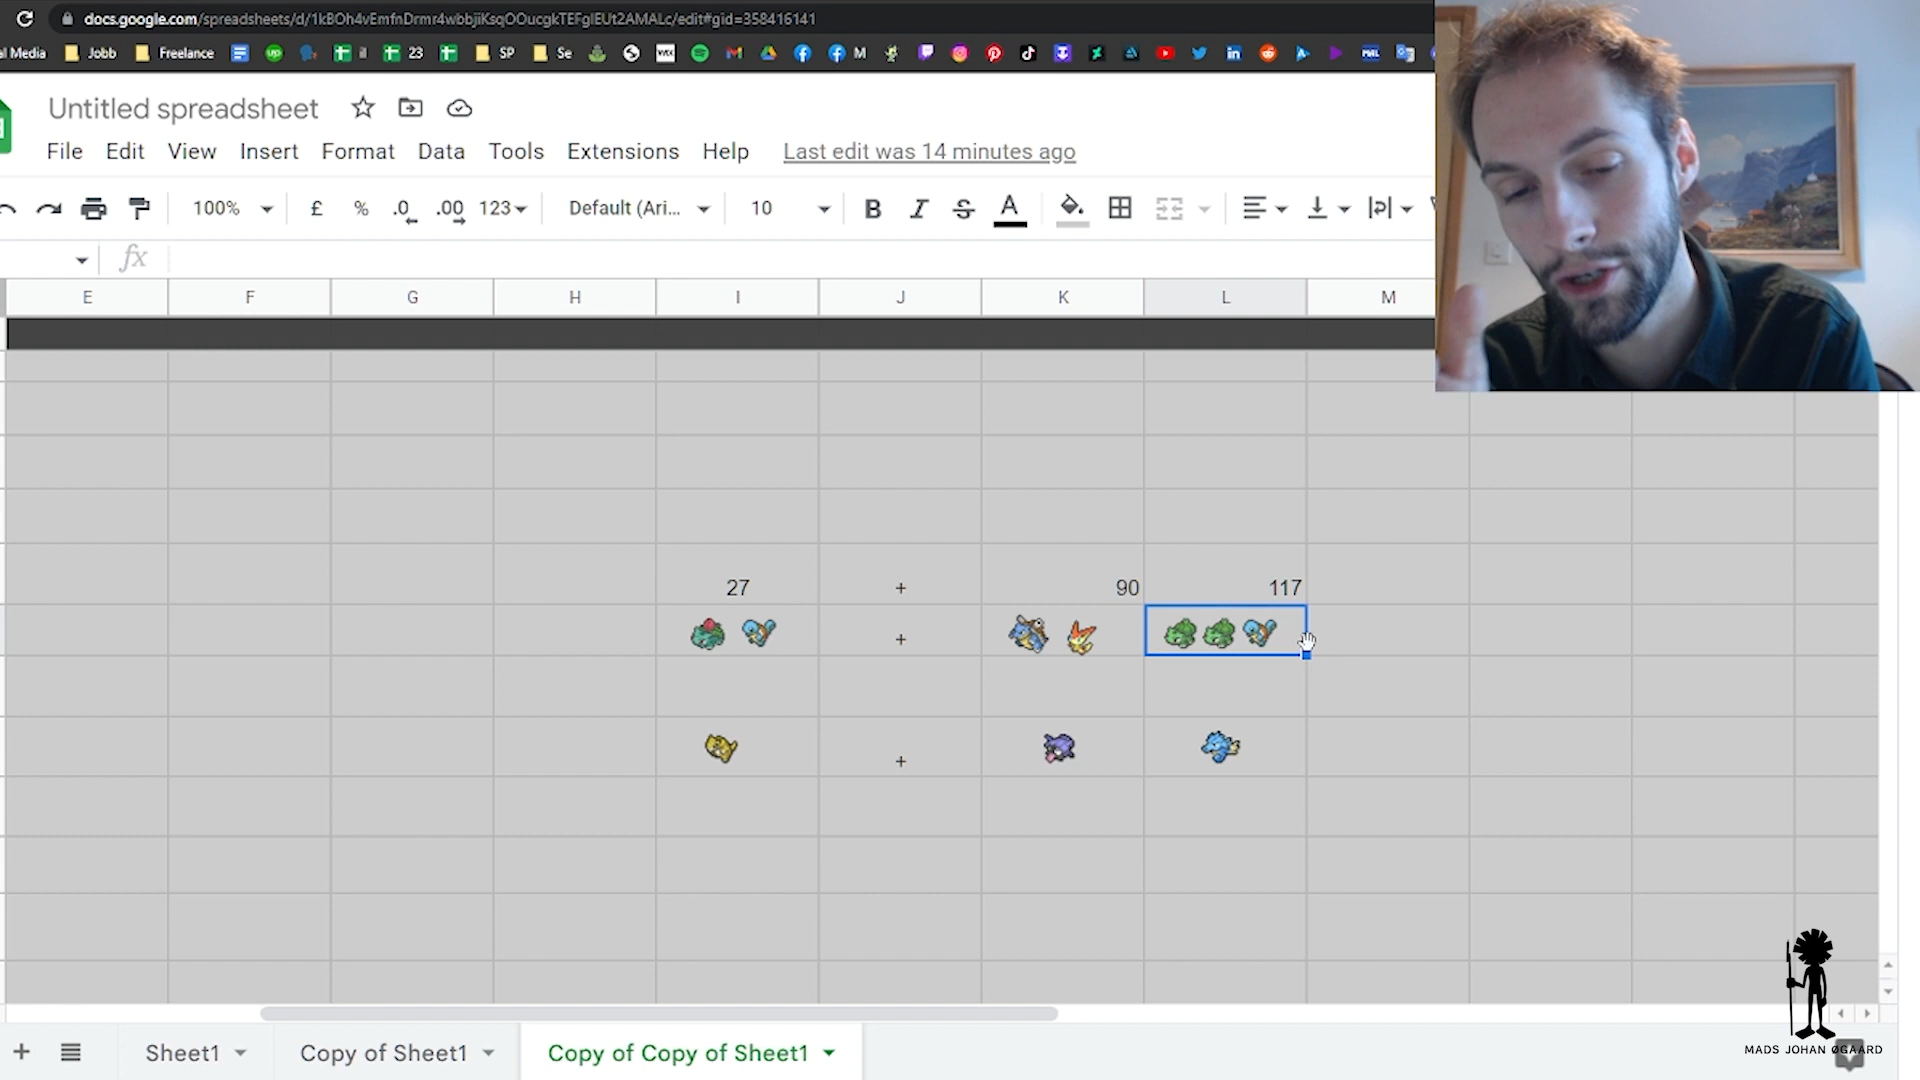 docs.google.com/spreadsheets/d/1kBOh4vEmfnDrmr4wbbjiKsqOOucgkTEFglEUt2AMALc/edit#gid=358416141
al Media Jobb Freelance il 23 SP Se M
Untitled spreadsheet
File Edit View Insert Format Data Tools Extensions Help Last edit was 14 minutes ago
100% £ % .0 .00 123 Default (Ari... 10 B I S A
fx
E F G H I J K L M
27 + 90 117
+
+
Sheet1 Copy of Sheet1 Copy of Copy of Sheet1
MADS JOHAN ØGAARD